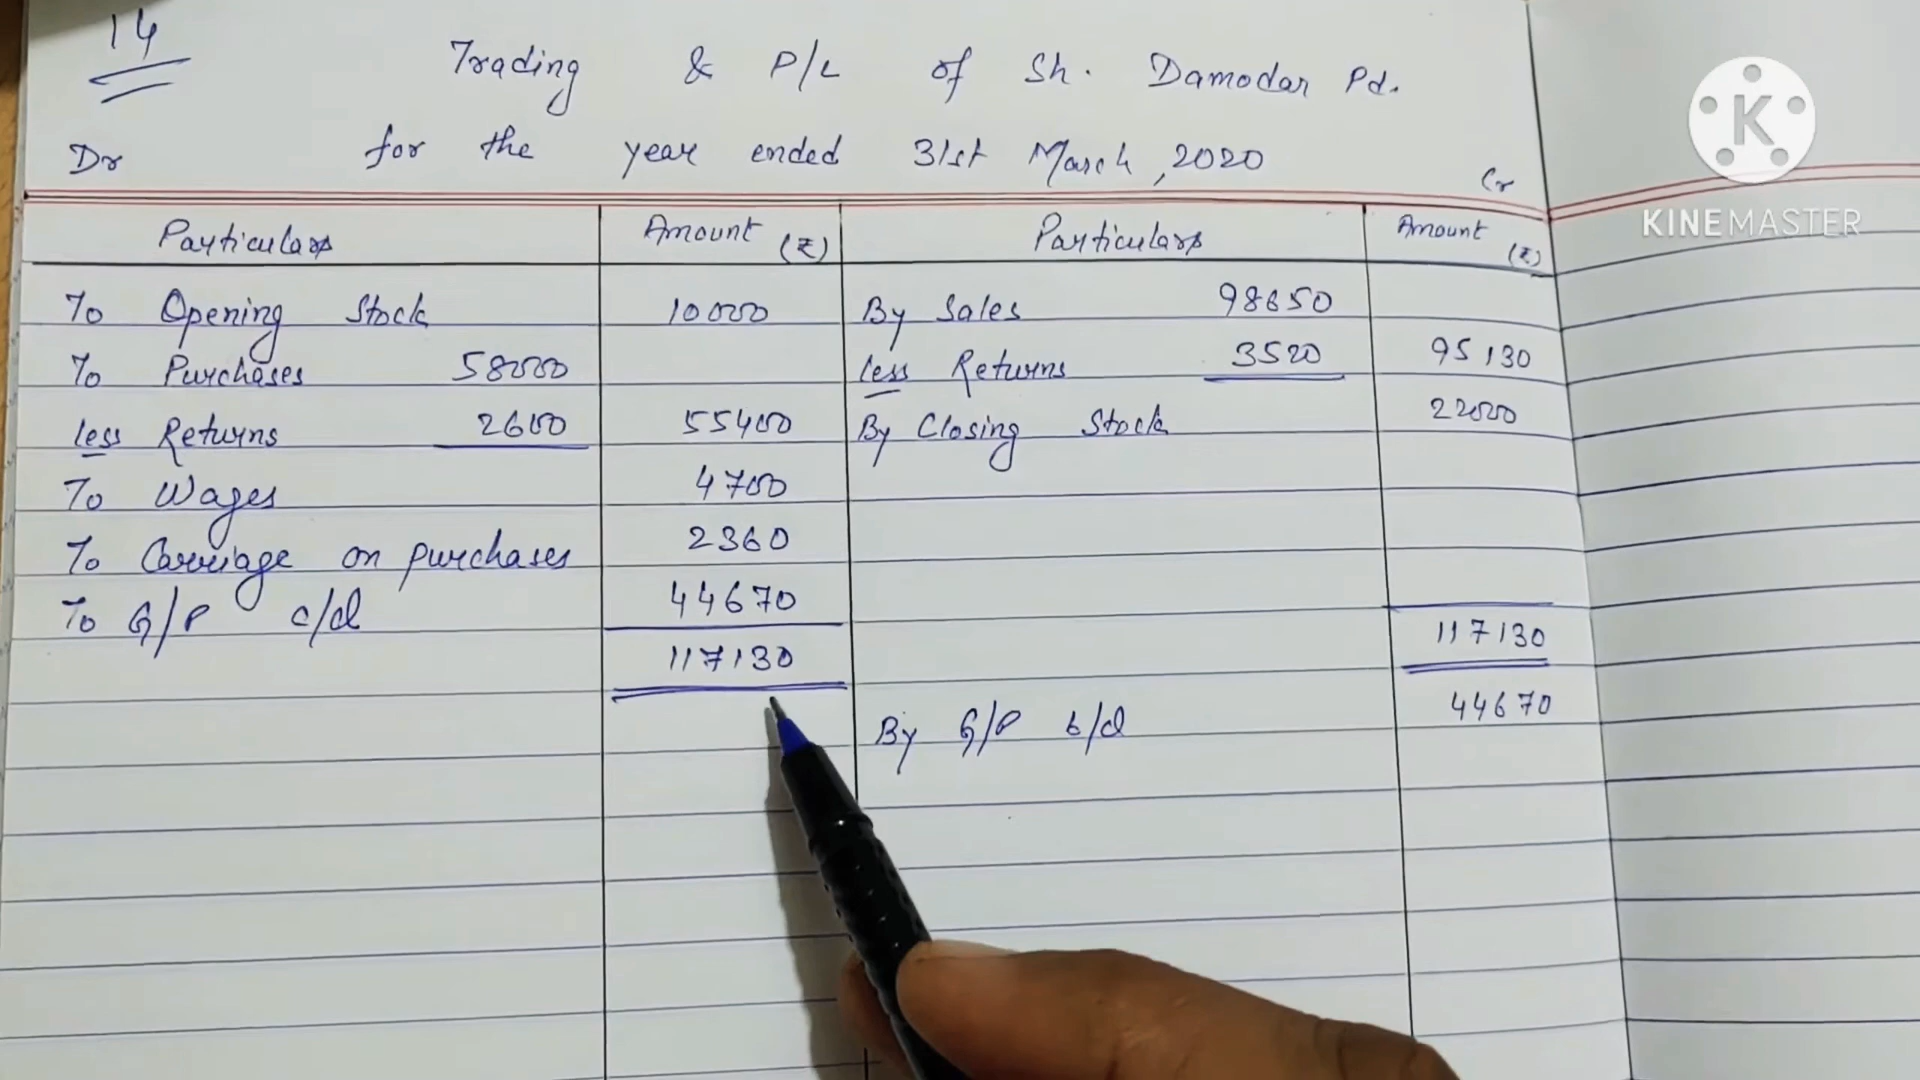 14
Trading & P/L of Sh. Damodar Pd.
Dr for the year ended 31st March, 2020 Cr
Particulars Amount (₹) Particulars Amount (₹)
To Opening Stock 10000 By Sales 98650
To Purchases 58000 less Returns 3520 95130
less Returns 2600 55400 By Closing Stock 22000
To Wages 4700
To Carriage on purchases 2360
To G/P c/d 44670
117130 117130
By G/P b/d 44670
K
KINEMASTER